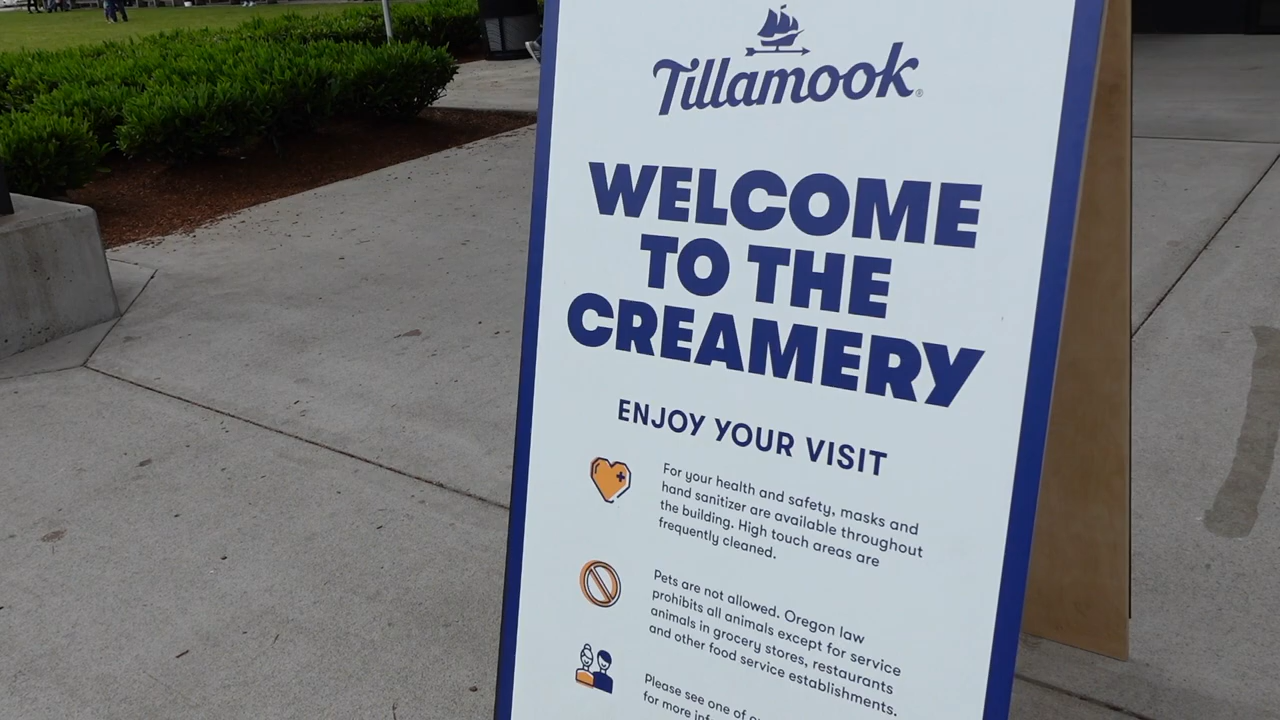 Tillamook®
WELCOME
TO THE
CREAMERY
ENJOY YOUR VISIT
For your health and safety, masks and
hand sanitizer are available throughout
the building. High touch areas are
frequently cleaned.
Pets are not allowed. Oregon law
prohibits all animals except for service
animals in grocery stores, restaurants
and other food service establishments.
Please see one of
for more